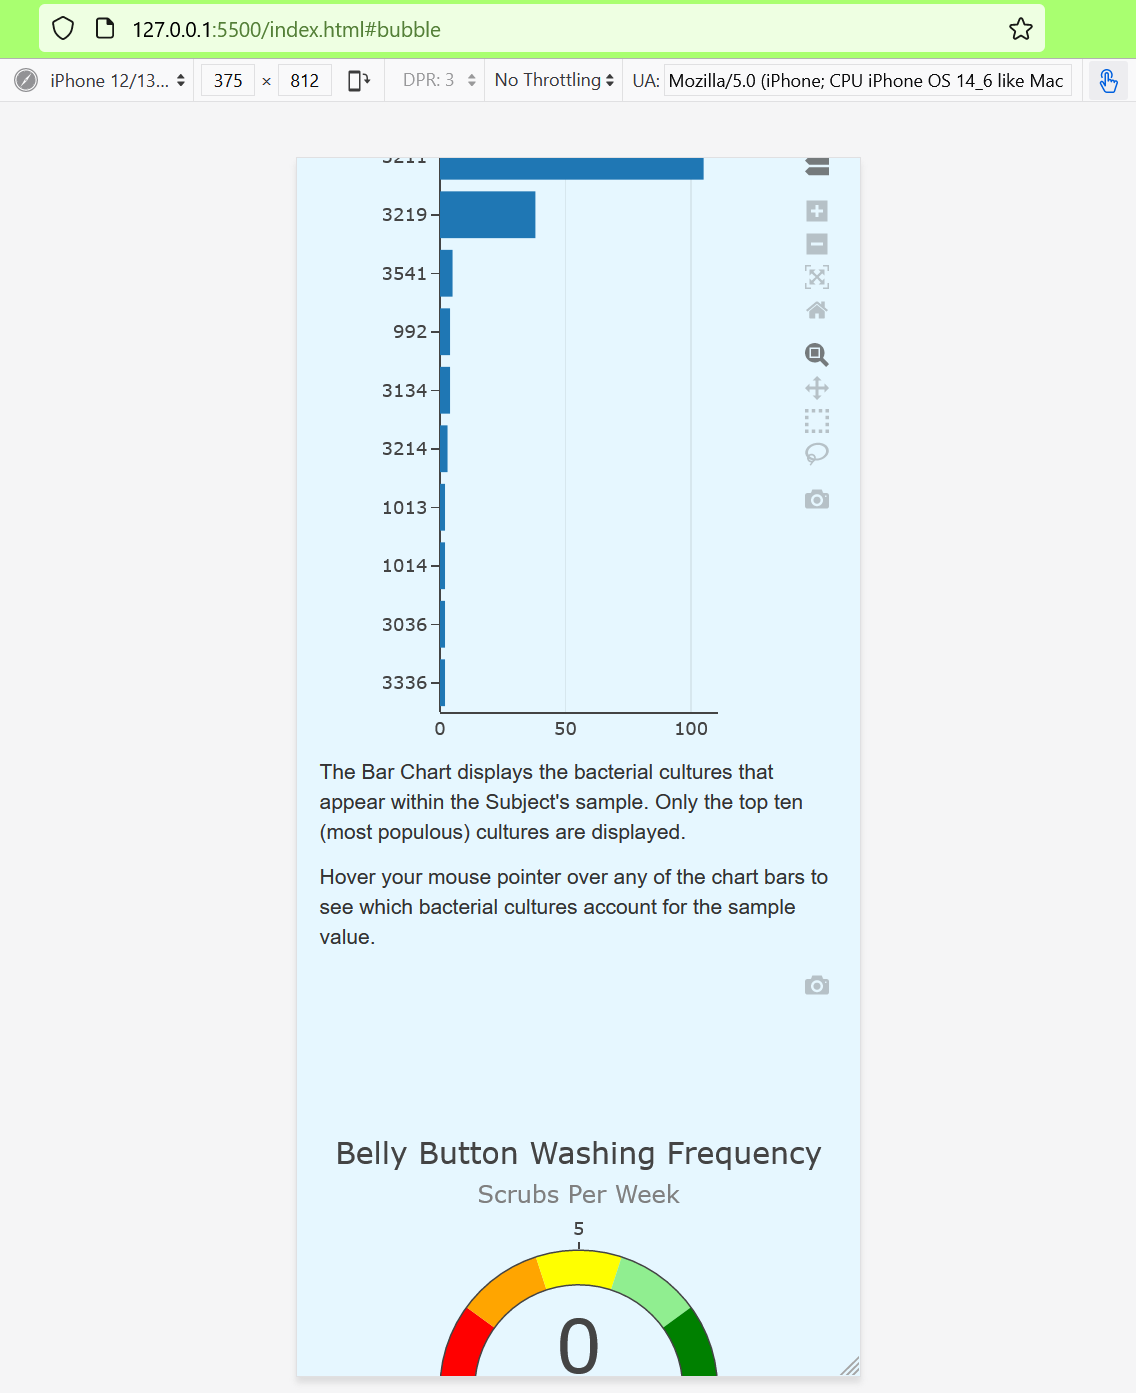 127.0.0.1:5500/index.html#bubble
iPhone 12/13... 375 × 812 DPR: 3 No Throttling UA: Mozilla/5.0 (iPhone; CPU iPhone OS 14_6 like Mac
3211
3219
3541
992
3134
3214
1013
1014
3036
3336
0 50 100
The Bar Chart displays the bacterial cultures that
appear within the Subject's sample. Only the top ten
(most populous) cultures are displayed.
Hover your mouse pointer over any of the chart bars to
see which bacterial cultures account for the sample
value.
Belly Button Washing Frequency
Scrubs Per Week
5
0